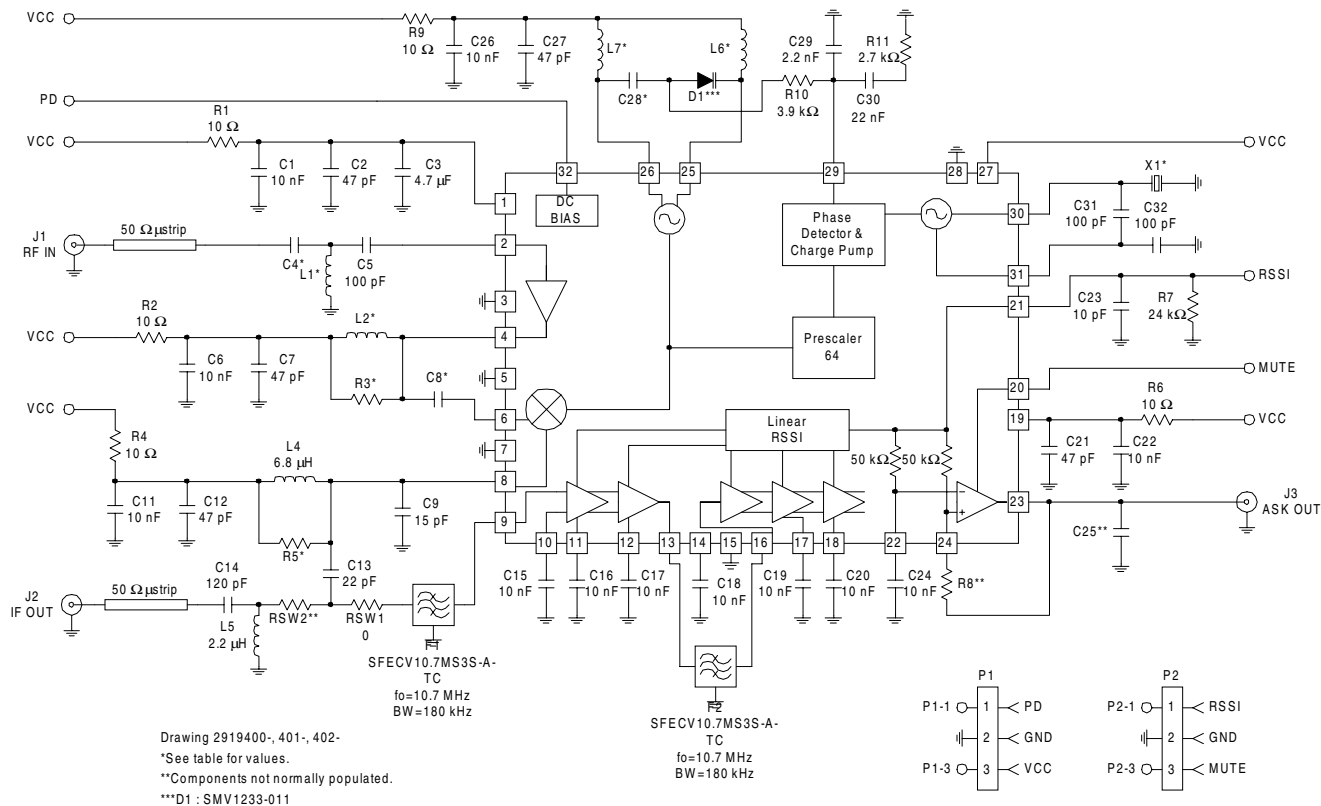 VCC
R9
10 Ω
C26
10 nF
C27
47 pF
L7*
L6*
C28*
D1***
C29
2.2 nF
R11
2.7 kΩ
R10
3.9 kΩ
C30
22 nF
PD
VCC
R1
10 Ω
C1
10 nF
C2
47 pF
C3
4.7 µF
32
26
25
29
28
27
VCC
DC
BIAS
1
J1
RF IN
50 Ω µstrip
C4*
L1*
C5
100 pF
2
3
Phase
Detector &
Charge Pump
30
31
X1*
C31
100 pF
C32
100 pF
21
RSSI
C23
10 pF
R7
24 kΩ
VCC
R2
10 Ω
C6
10 nF
C7
47 pF
L2*
R3*
C8*
4
5
6
7
Prescaler
64
20
MUTE
19
R6
10 Ω
VCC
C21
47 pF
C22
10 nF
VCC
R4
10 Ω
C11
10 nF
C12
47 pF
L4
6.8 µH
R5*
C9
15 pF
8
9
Linear
RSSI
50 kΩ
50 kΩ
−
+
23
J3
ASK OUT
C25**
10
11
12
13
14
15
16
17
18
22
24
C15
10 nF
C16
10 nF
C17
10 nF
C18
10 nF
C19
10 nF
C20
10 nF
C24
10 nF
R8**
J2
IF OUT
50 Ω µstrip
C14
120 pF
L5
2.2 µH
RSW2**
C13
22 pF
RSW1
0
F1
SFECV10.7MS3S-A-
TC
fo=10.7 MHz
BW=180 kHz
F2
SFECV10.7MS3S-A-
TC
fo=10.7 MHz
BW=180 kHz
P1
P1-1
1
PD
2
GND
P1-3
3
VCC
P2
P2-1
1
RSSI
2
GND
P2-3
3
MUTE
Drawing 2919400-, 401-, 402-
*See table for values.
**Components not normally populated.
***D1 : SMV1233-011